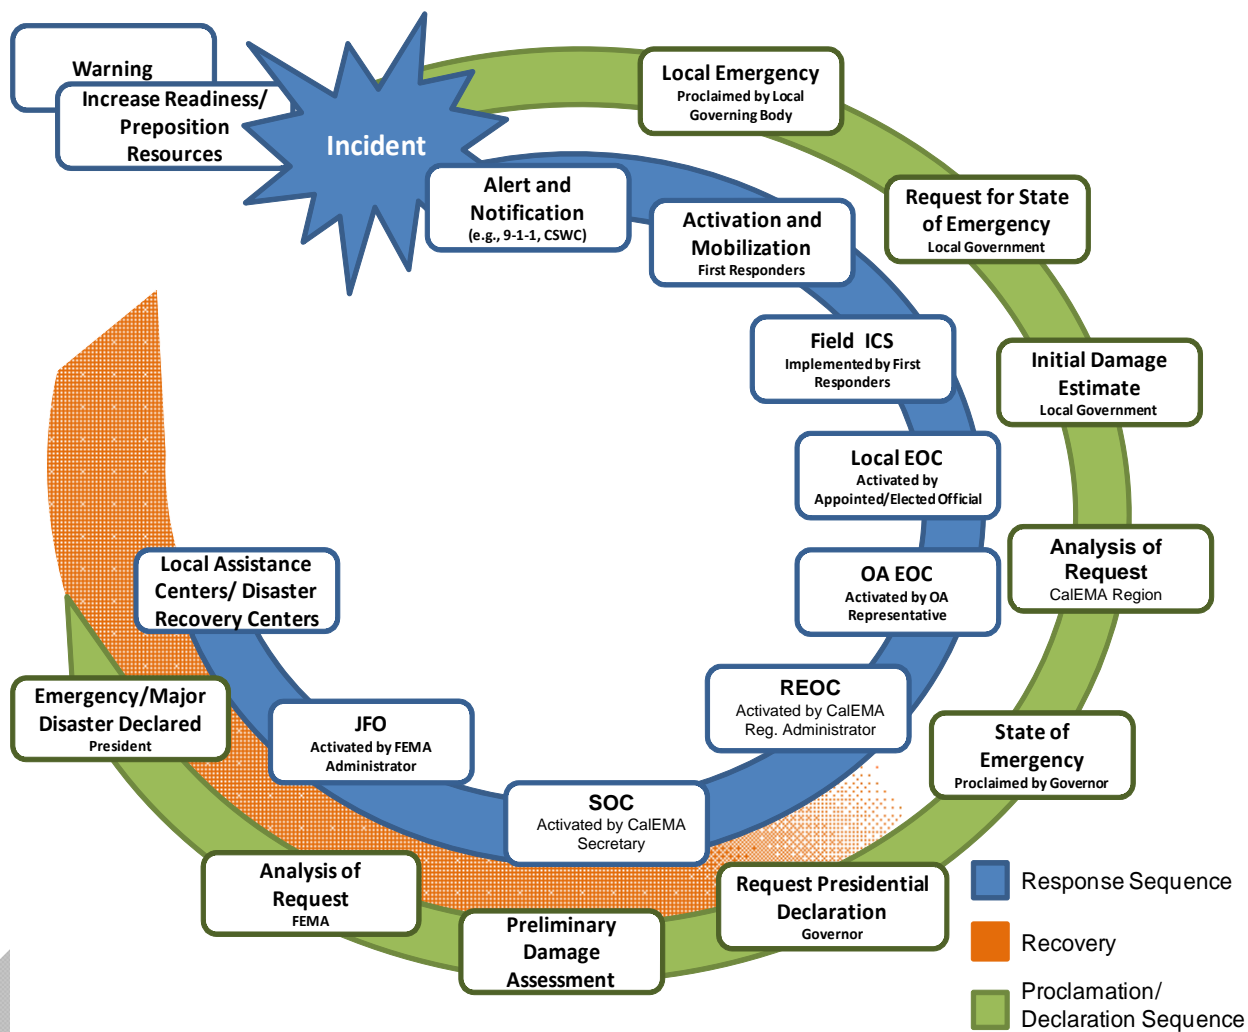 Warning
Increase Readiness/
Preposition
Resources
Incident
Alert and
Notification
(e.g., 9-1-1, CSWC)
Activation and
Mobilization
First Responders
Field ICS
Implemented by First
Responders
Local EOC
Activated by
Appointed/Elected Official
OA EOC
Activated by OA
Representative
REOC
Activated by CalEMA
Reg. Administrator
SOC
Activated by CalEMA
Secretary
JFO
Activated by FEMA
Administrator
Local Assistance
Centers/ Disaster
Recovery Centers
Local Emergency
Proclaimed by Local
Governing Body
Request for State
of Emergency
Local Government
Initial Damage
Estimate
Local Government
Analysis of
Request
CalEMA Region
State of
Emergency
Proclaimed by Governor
Request Presidential
Declaration
Governor
Preliminary
Damage
Assessment
Analysis of
Request
FEMA
Emergency/Major
Disaster Declared
President
Response Sequence
Recovery
Proclamation/
Declaration Sequence